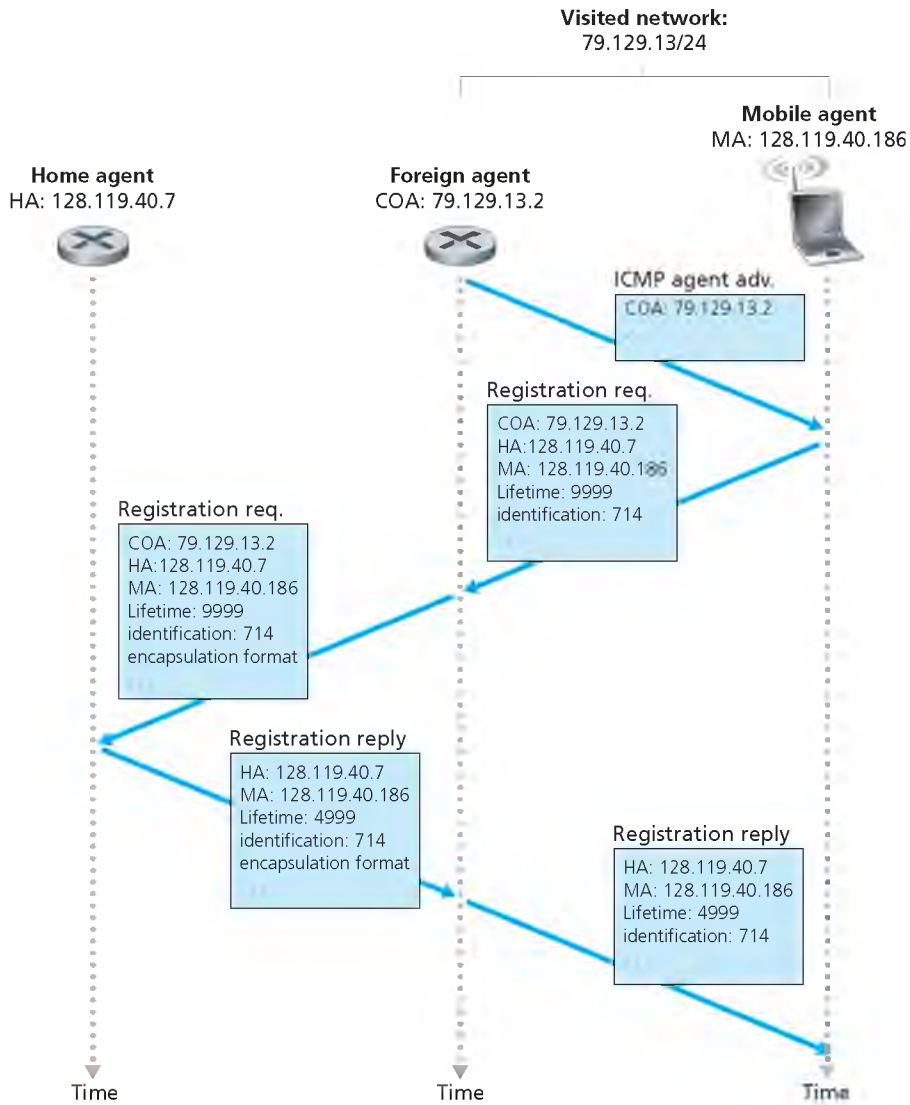 Visited network:
79.129.13/24
Mobile agent
MA: 128.119.40.186
Home agent
HA: 128.119.40.7
Foreign agent
COA: 79.129.13.2
ICMP agent adv.
COA: 79.129.13.2
Registration req.
COA: 79.129.13.2
HA:128.119.40.7
MA: 128.119.40.186
Lifetime: 9999
identification: 714
. . .
Registration req.
COA: 79.129.13.2
HA:128.119.40.7
MA: 128.119.40.186
Lifetime: 9999
identification: 714
encapsulation format
. . .
Registration reply
HA: 128.119.40.7
MA: 128.119.40.186
Lifetime: 4999
identification: 714
encapsulation format
. . .
Registration reply
HA: 128.119.40.7
MA: 128.119.40.186
Lifetime: 4999
identification: 714
. . .
Time
Time
Time